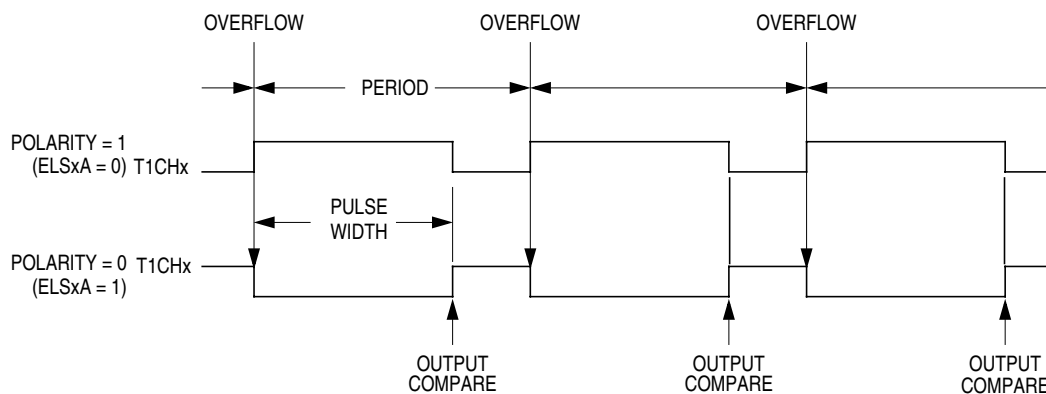 OVERFLOW OVERFLOW OVERFLOW
PERIOD
POLARITY = 1
(ELSxA = 0) T1CHx
PULSE
WIDTH
POLARITY = 0 T1CHx
(ELSxA = 1)
OUTPUT
COMPARE
OUTPUT
COMPARE
OUTPUT
COMPARE